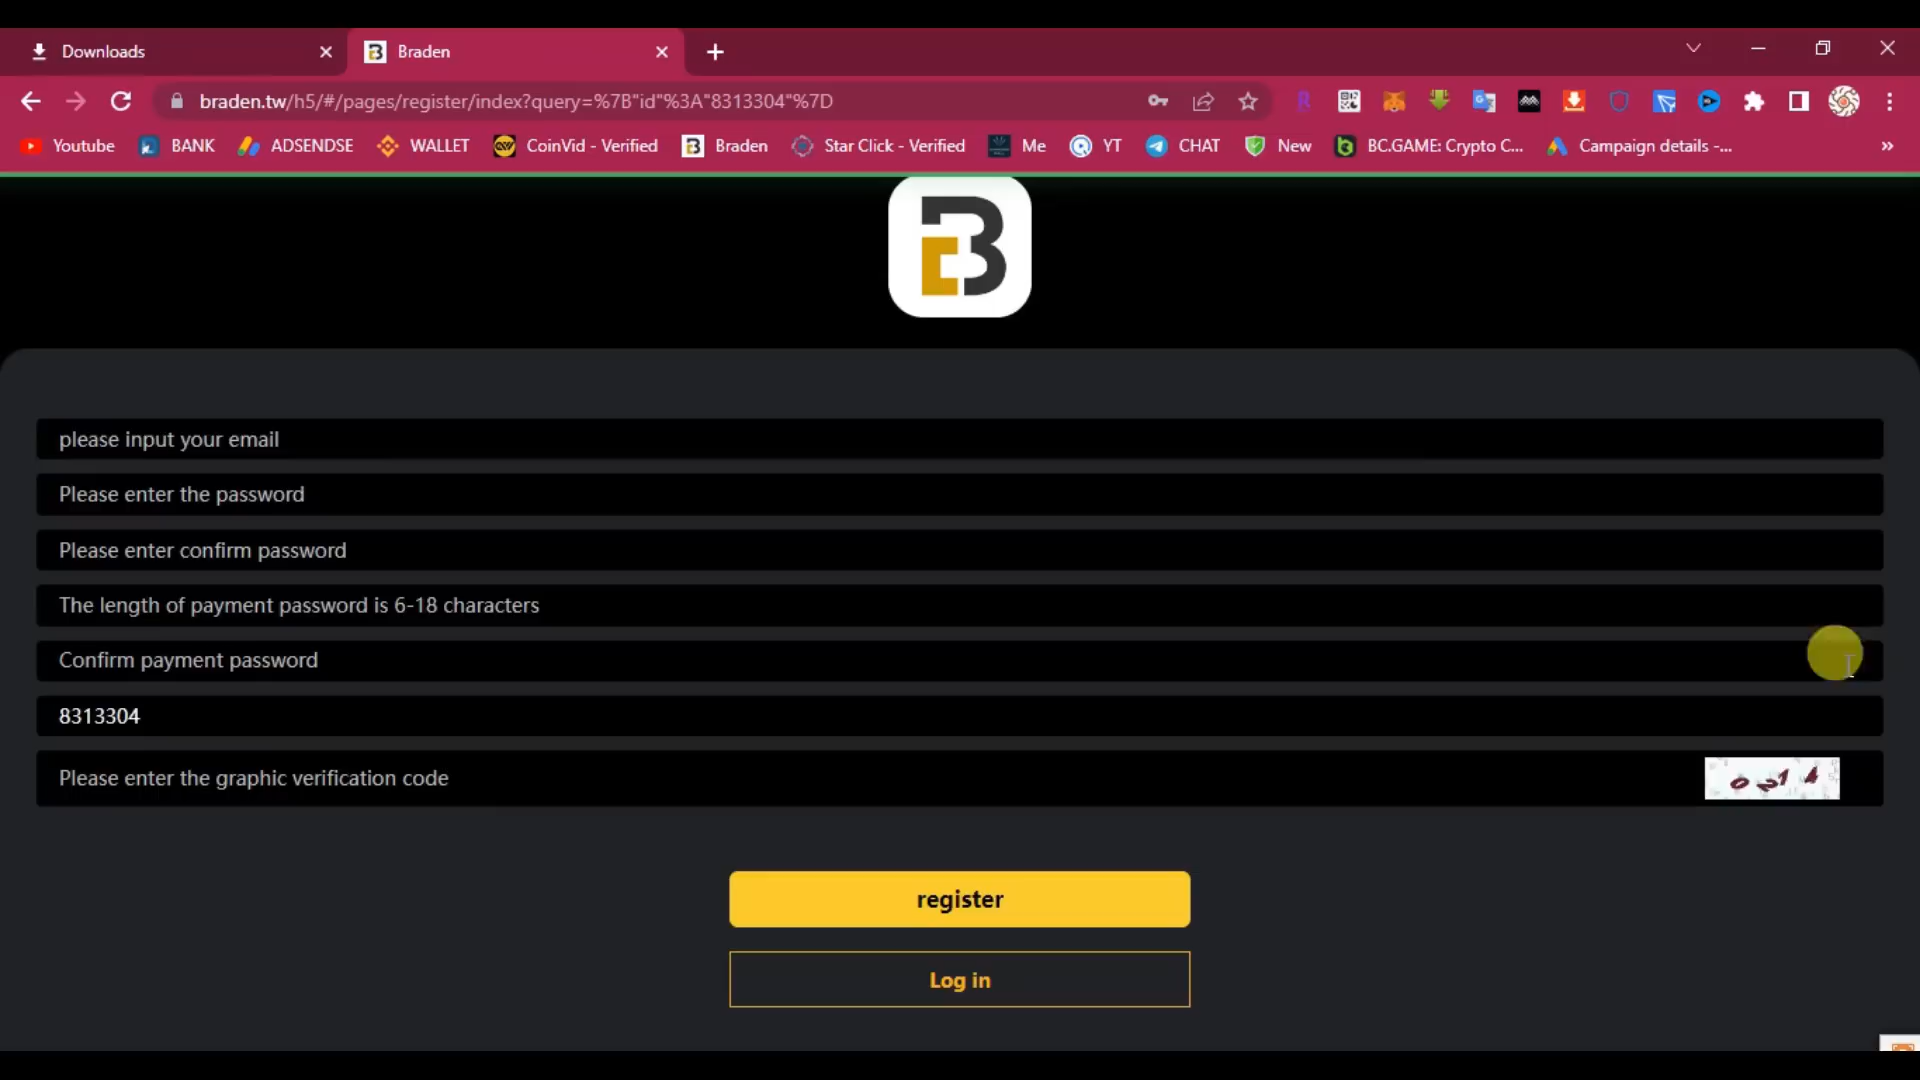 Downloads
Braden
braden.tw/h5/#/pages/register/index?query=%7B"id"%3A"8313304"%7D
Youtube BANK ADSENDSE WALLET CoinVid - Verified Braden Star Click - Verified Me YT CHAT New BC.GAME: Crypto C... Campaign details -... »
please input your email
Please enter the password
Please enter confirm password
The length of payment password is 6-18 characters
Confirm payment password
8313304
Please enter the graphic verification code
register
Log in